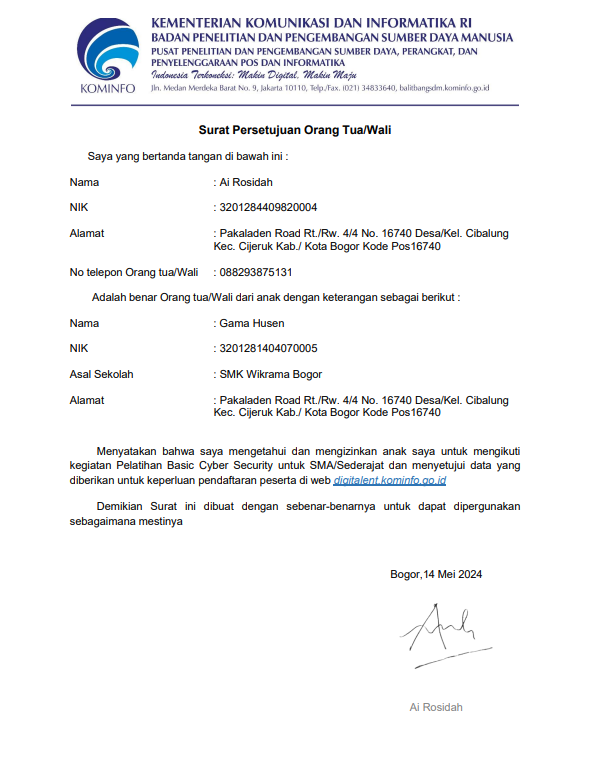 KEMENTERIAN KOMUNIKASI DAN INFORMATIKA RI
BADAN PENELITIAN DAN PENGEMBANGAN SUMBER DAYA MANUSIA
PUSAT PENELITIAN DAN PENGEMBANGAN SUMBER DAYA, PERANGKAT, DAN
PENYELENGGARAAN POS DAN INFORMATIKA
Indonesia Terkoneksi: Makin Digital, Makin Maju
KOMINFO
Jln. Medan Merdeka Barat No. 9, Jakarta 10110, Telp./Fax. (021) 34833640, balitbangsdm.kominfo.go.id
Surat Persetujuan Orang Tua/Wali
Saya yang bertanda tangan di bawah ini :
Nama : Ai Rosidah
NIK : 3201284409820004
Alamat : Pakaladen Road Rt./Rw. 4/4 No. 16740 Desa/Kel. Cibalung
Kec. Cijeruk Kab./ Kota Bogor Kode Pos16740
No telepon Orang tua/Wali : 088293875131
Adalah benar Orang tua/Wali dari anak dengan keterangan sebagai berikut :
Nama : Gama Husen
NIK : 3201281404070005
Asal Sekolah : SMK Wikrama Bogor
Alamat : Pakaladen Road Rt./Rw. 4/4 No. 16740 Desa/Kel. Cibalung
Kec. Cijeruk Kab./ Kota Bogor Kode Pos16740
Menyatakan bahwa saya mengetahui dan mengizinkan anak saya untuk mengikuti
kegiatan Pelatihan Basic Cyber Security untuk SMA/Sederajat dan menyetujui data yang
diberikan untuk keperluan pendaftaran peserta di web digitalent.kominfo.go.id
Demikian Surat ini dibuat dengan sebenar-benarnya untuk dapat dipergunakan
sebagaimana mestinya
Bogor,14 Mei 2024
Ai Rosidah